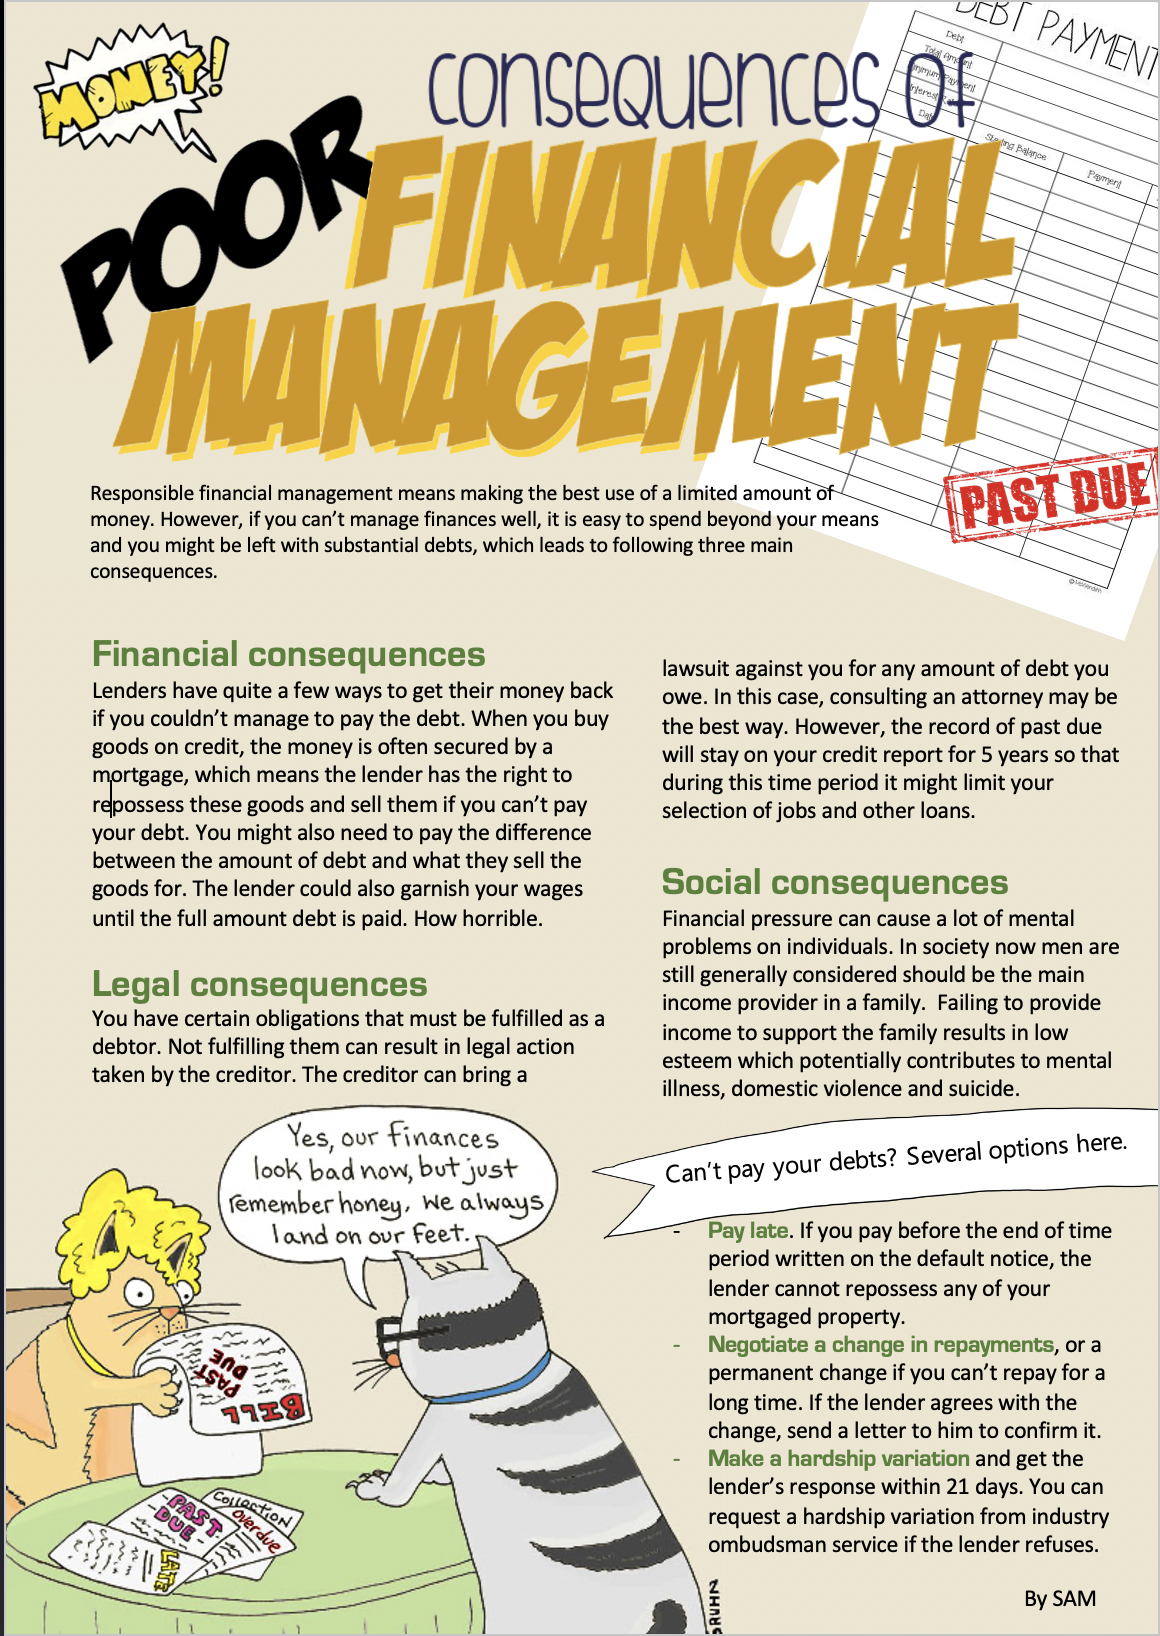 MONEY!
consequences of
POOR FINANCIAL
MANAGEMENT
DEBT PAYMENT
Debt
Total Amount
Minimum Payment
Interest
Starting Balance
Payment
PAST DUE
Responsible financial management means making the best use of a limited amount of
money. However, if you can't manage finances well, it is easy to spend beyond your means
and you might be left with substantial debts, which leads to following three main
consequences.
Financial consequences
Lenders have quite a few ways to get their money back
if you couldn't manage to pay the debt. When you buy
goods on credit, the money is often secured by a
mortgage, which means the lender has the right to
repossess these goods and sell them if you can't pay
your debt. You might also need to pay the difference
between the amount of debt and what they sell the
goods for. The lender could also garnish your wages
until the full amount debt is paid. How horrible.
Legal consequences
You have certain obligations that must be fulfilled as a
debtor. Not fulfilling them can result in legal action
taken by the creditor. The creditor can bring a
lawsuit against you for any amount of debt you
owe. In this case, consulting an attorney may be
the best way. However, the record of past due
will stay on your credit report for 5 years so that
during this time period it might limit your
selection of jobs and other loans.
Social consequences
Financial pressure can cause a lot of mental
problems on individuals. In society now men are
still generally considered should be the main
income provider in a family.  Failing to provide
income to support the family results in low
esteem which potentially contributes to mental
illness, domestic violence and suicide.
Yes, our finances
look bad now, but just
remember honey, we always
land on our feet.
PAST
DUE
BILL
Collection
Overdue
PAST
DUE
LATE
Can't pay your debts? Several options here.
- Pay late. If you pay before the end of time
period written on the default notice, the
lender cannot repossess any of your
mortgaged property.
- Negotiate a change in repayments, or a
permanent change if you can't repay for a
long time. If the lender agrees with the
change, send a letter to him to confirm it.
- Make a hardship variation and get the
lender's response within 21 days. You can
request a hardship variation from industry
ombudsman service if the lender refuses.
By SAM